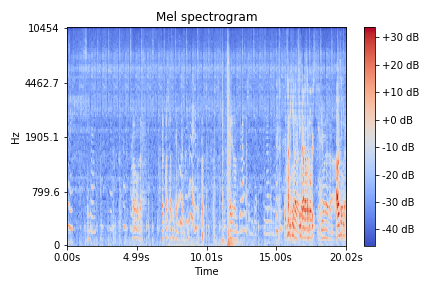 Mel spectrogram
10454
4462.7
1905.1
799.6
0
Hz
0.00s
4.99s
10.01s
15.00s
20.02s
Time
+30 dB
+20 dB
+10 dB
+0 dB
-10 dB
-20 dB
-30 dB
-40 dB